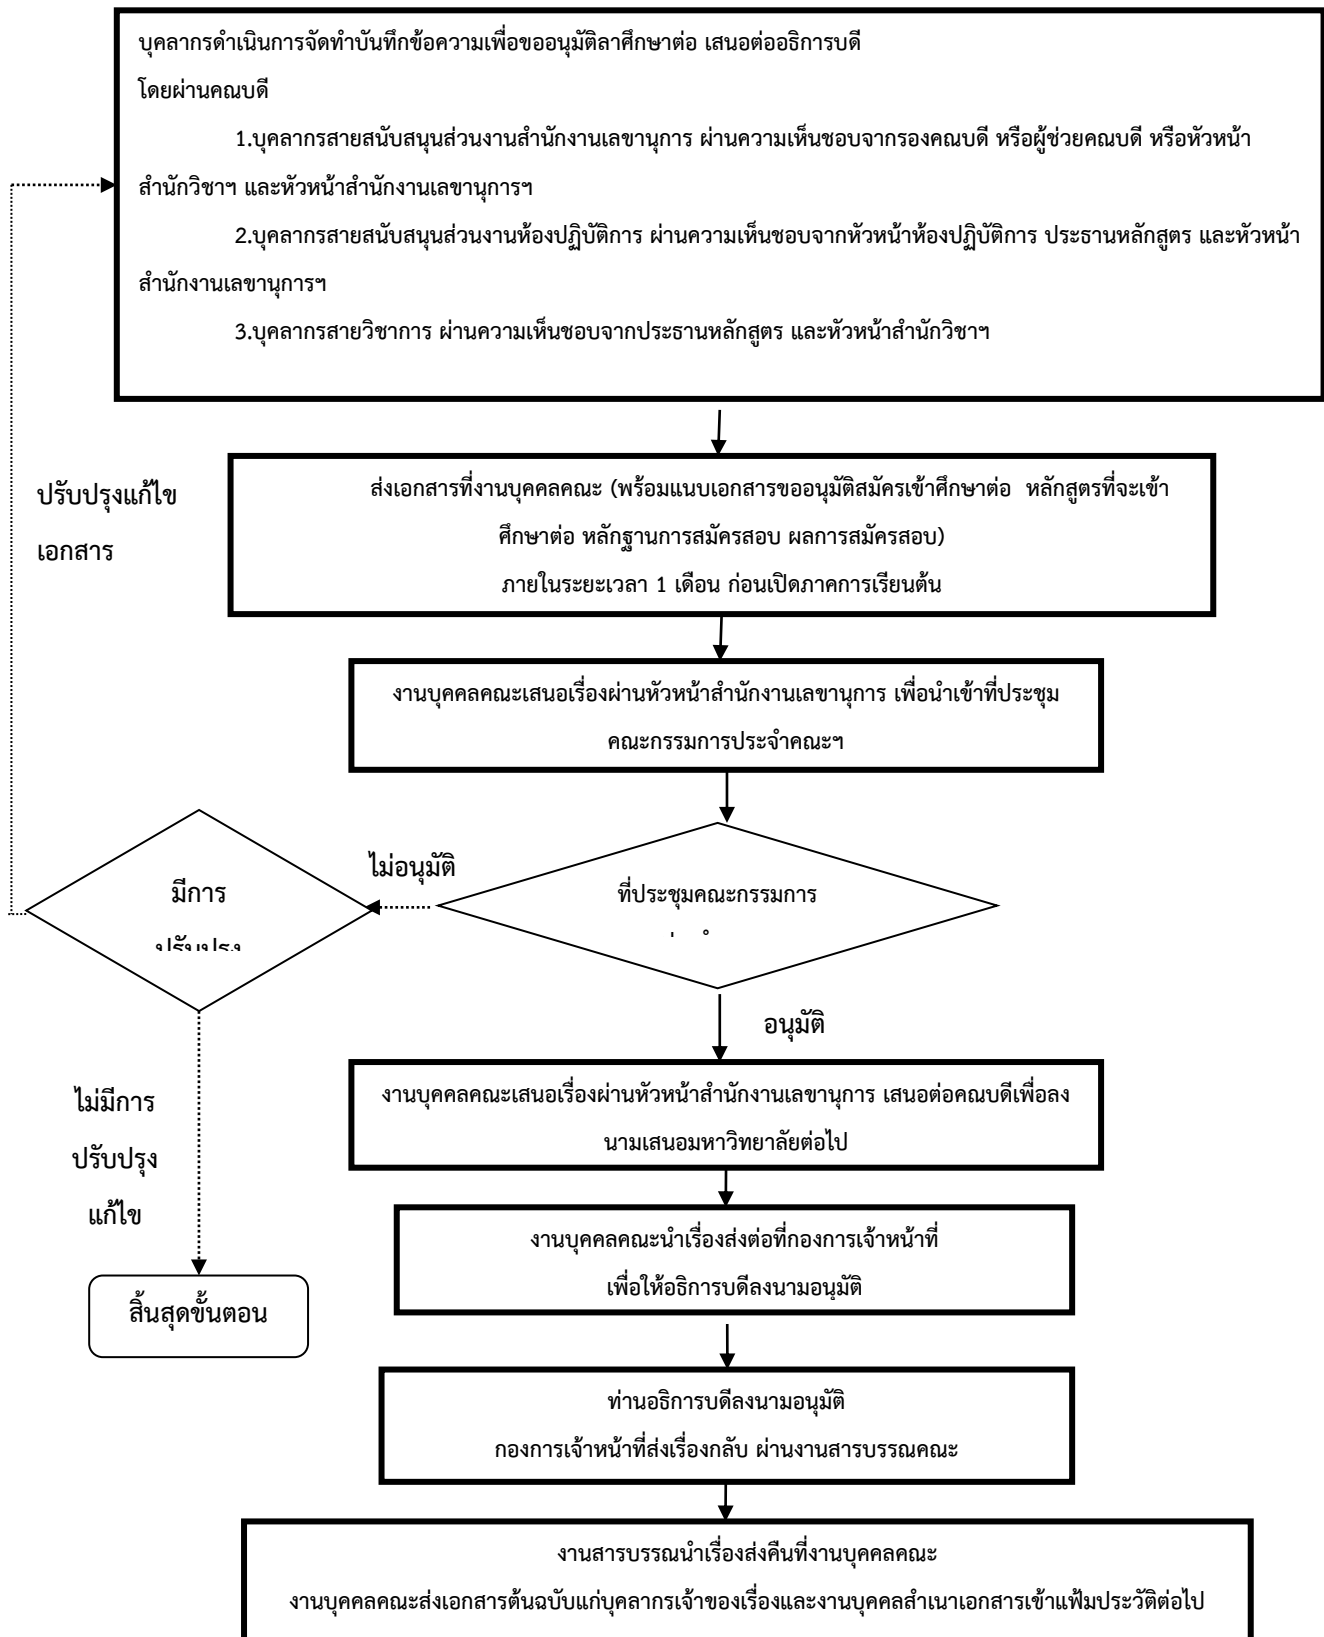 บุคลากรดำเนินการจัดทำบันทึกข้อความเพื่อขออนุมัติลาศึกษาต่อ เสนอต่ออธิการบดี
โดยผ่านคณบดี
1.บุคลากรสายสนับสนุนส่วนงานสำนักงานเลขานุการ ผ่านความเห็นชอบจากรองคณบดี หรือผู้ช่วยคณบดี หรือหัวหน้า
สำนักวิชาฯ และหัวหน้าสำนักงานเลขานุการฯ
2.บุคลากรสายสนับสนุนส่วนงานห้องปฏิบัติการ ผ่านความเห็นชอบจากหัวหน้าห้องปฏิบัติการ ประธานหลักสูตร และหัวหน้า
สำนักงานเลขานุการฯ
3.บุคลากรสายวิชาการ ผ่านความเห็นชอบจากประธานหลักสูตร และหัวหน้าสำนักวิชาฯ
ปรับปรุงแก้ไข
เอกสาร
ส่งเอกสารที่งานบุคคลคณะ (พร้อมแนบเอกสารขออนุมัติสมัครเข้าศึกษาต่อ หลักสูตรที่จะเข้า
ศึกษาต่อ หลักฐานการสมัครสอบ ผลการสมัครสอบ)
ภายในระยะเวลา 1 เดือน ก่อนเปิดภาคการเรียนต้น
งานบุคคลคณะเสนอเรื่องผ่านหัวหน้าสำนักงานเลขานุการ เพื่อนำเข้าที่ประชุม
คณะกรรมการประจำคณะฯ
ไม่อนุมัติ
มีการ
ที่ประชุมคณะกรรมการ
อนุมัติ
งานบุคคลคณะเสนอเรื่องผ่านหัวหน้าสำนักงานเลขานุการ เสนอต่อคณบดีเพื่อลง
นามเสนอมหาวิทยาลัยต่อไป
ไม่มีการ
ปรับปรุง
แก้ไข
งานบุคคลคณะนำเรื่องส่งต่อที่กองการเจ้าหน้าที่
เพื่อให้อธิการบดีลงนามอนุมัติ
สิ้นสุดขั้นตอน
ท่านอธิการบดีลงนามอนุมัติ
กองการเจ้าหน้าที่ส่งเรื่องกลับ ผ่านงานสารบรรณคณะ
งานสารบรรณนำเรื่องส่งคืนที่งานบุคคลคณะ
งานบุคคลคณะส่งเอกสารต้นฉบับแก่บุคลากรเจ้าของเรื่องและงานบุคคลสำเนาเอกสารเข้าแฟ้มประวัติต่อไป